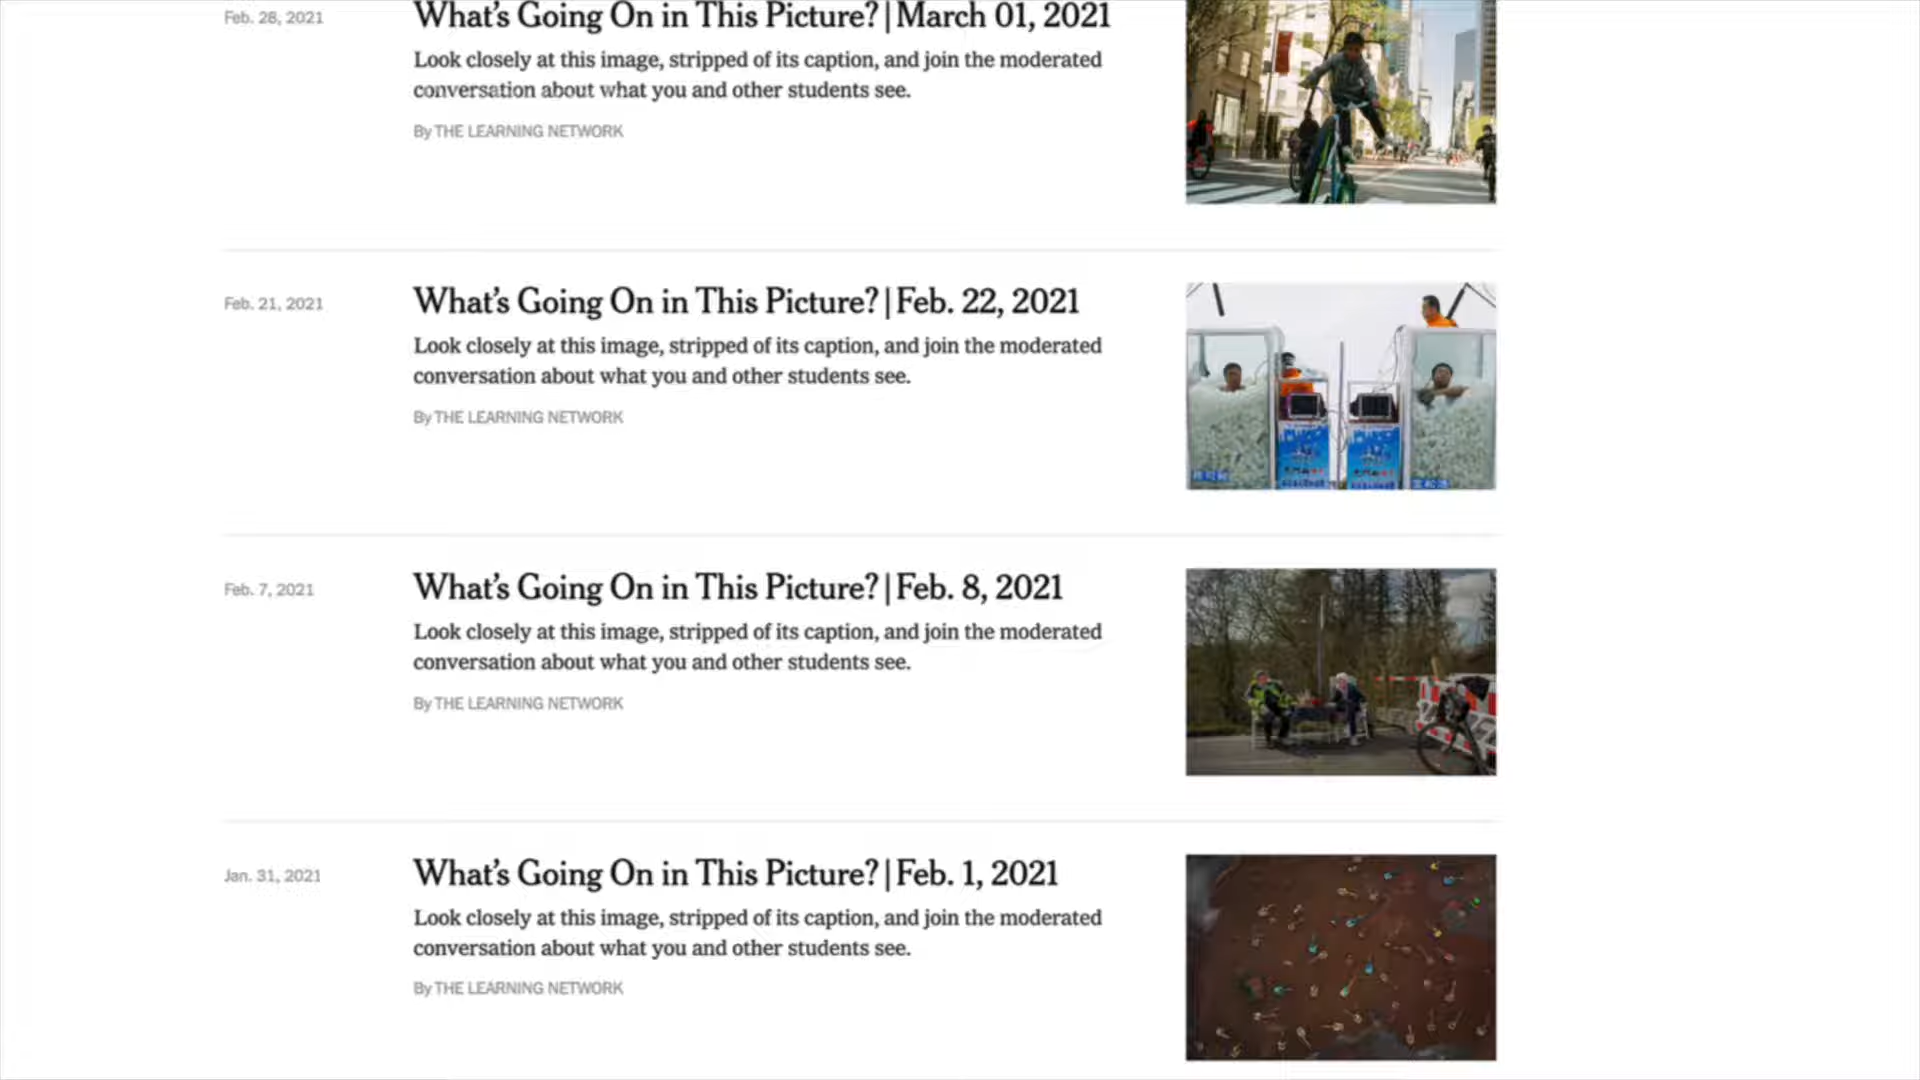 Feb. 28, 2021
What's Going On in This Picture? | March 01, 2021
Look closely at this image, stripped of its caption, and join the moderated
conversation about what you and other students see.
By THE LEARNING NETWORK
Feb. 21, 2021
What's Going On in This Picture? | Feb. 22, 2021
Look closely at this image, stripped of its caption, and join the moderated
conversation about what you and other students see.
By THE LEARNING NETWORK
Feb. 7, 2021
What's Going On in This Picture? | Feb. 8, 2021
Look closely at this image, stripped of its caption, and join the moderated
conversation about what you and other students see.
By THE LEARNING NETWORK
Jan. 31, 2021
What's Going On in This Picture? | Feb. 1, 2021
Look closely at this image, stripped of its caption, and join the moderated
conversation about what you and other students see.
By THE LEARNING NETWORK